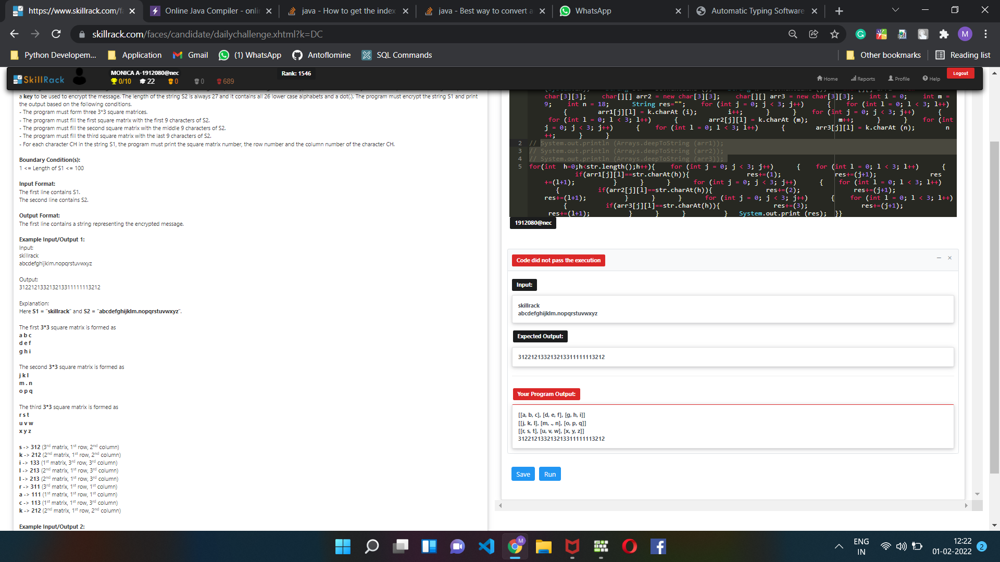 https://www.skillrack.com/fa
Online Java Compiler - onlin
java - How to get the index
java - Best way to convert a
WhatsApp
Automatic Typing Software
skillrack.com/faces/candidate/dailychallenge.xhtml?k=DC
M
Python Developem...
Application
Gmail
(1) WhatsApp
Antoflomine
SQL Commands
Other bookmarks
Reading list
SkillRack
MONICA A-1912080@nec
0/10 22 0 0 689
Rank: 1546
Home
Reports
Profile
Help
Logout
a key to be used to encrypt the message. The length of the string S2 is always 27 and it contains all 26 lower case alphabets and a dot(.). The program must encrypt the string S1 and print
the output based on the following conditions.
- The program must form three 3*3 square matrices.
- The program must fill the first square matrix with the first 9 characters of S2.
- The program must fill the second square matrix with the middle 9 characters of S2.
- The program must fill the third square matrix with the last 9 characters of S2.
- For each character CH in the string S1, the program must print the square matrix number, the row number and the column number of the character CH.
Boundary Condition(s):
1 <= Length of S1 <= 100
Input Format:
The first line contains S1.
The second line contains S2.
Output Format:
The first line contains a string representing the encrypted message.
Example Input/Output 1:
Input:
skillrack
abcdefghijklm.nopqrstuvwxyz
Output:
312212133213213311111113212
Explanation:
Here S1 = "skillrack" and S2 = "abcdefghijklm.nopqrstuvwxyz".
The first 3*3 square matrix is formed as
a b c
d e f
g h i
The second 3*3 square matrix is formed as
j k l
m . n
o p q
The third 3*3 square matrix is formed as
r s t
u v w
x y z
s -> 312 (3rd matrix, 1st row, 2nd column)
k -> 212 (2nd matrix, 1st row, 2nd column)
i -> 133 (1st matrix, 3rd row, 3rd column)
l -> 213 (2nd matrix, 1st row, 3rd column)
l -> 213 (2nd matrix, 1st row, 3rd column)
r -> 311 (3rd matrix, 1st row, 1st column)
a -> 111 (1st matrix, 1st row, 1st column)
c -> 113 (1st matrix, 1st row, 3rd column)
k -> 212 (2nd matrix, 1st row, 2nd column)
Example Input/Output 2:
char[3][3]; char[][] arr2 = new char[3][3]; char[][] arr3 = new char[3][3]; int i = 0; int m =
9; int n = 18; String res=""; for (int j = 0; j < 3; j++) { for (int l = 0; l < 3; l++)
{ arr1[j][l] = k.charAt (i); i++; } } for (int j = 0; j < 3; j++) {
for (int l = 0; l < 3; l++) { arr2[j][l] = k.charAt (m); m++; } } for (int
j = 0; j < 3; j++) { for (int l = 0; l < 3; l++) { arr3[j][l] = k.charAt (n); n
++; } }
2 // System.out.println (Arrays.deepToString (arr1));
3 // System.out.println (Arrays.deepToString (arr2));
4 // System.out.println (Arrays.deepToString (arr3));
5 for(int h=0;h<str.length();h++){ for (int j = 0; j < 3; j++) { for (int l = 0; l < 3; l++) {
if(arr1[j][l]==str.charAt(h)){ res+=(1); res+=(j+1); res
+=(l+1); } } } for (int j = 0; j < 3; j++) { for (int l = 0; l < 3; l++)
{ if(arr2[j][l]==str.charAt(h)){ res+=(2); res+=(j+1);
res+=(l+1); } } } for (int j = 0; j < 3; j++) { for (int l = 0; l < 3; l++)
{ if(arr3[j][l]==str.charAt(h)){ res+=(3); res+=(j+1);
res+=(l+1); } } } } System.out.print (res); }}
1912080@nec
Code did not pass the execution
Input:
skillrack
abcdefghijklm.nopqrstuvwxyz
Expected Output:
312212133213213311111113212
Your Program Output:
[[a, b, c], [d, e, f], [g, h, i]]
[[j, k, l], [m, ., n], [o, p, q]]
[[r, s, t], [u, v, w], [x, y, z]]
312212133213213311111113212
Save
Run
M
ENG
IN
12:22
01-02-2022
2